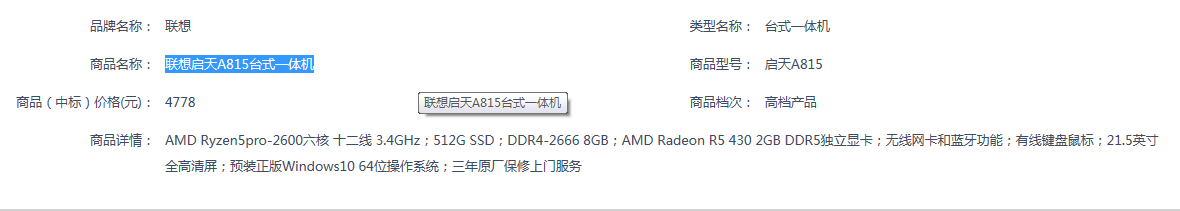 品牌名称： 联想 类型名称： 台式一体机
商品名称： 联想启天A815台式一体机 商品型号： 启天A815
商品（中标）价格(元)： 4778 联想启天A815台式一体机 商品档次： 高档产品
商品详情： AMD Ryzen5pro-2600六核 十二线 3.4GHz；512G SSD；DDR4-2666 8GB；AMD Radeon R5 430 2GB DDR5独立显卡；无线网卡和蓝牙功能；有线键盘鼠标；21.5英寸
全高清屏；预装正版Windows10 64位操作系统；三年原厂保修上门服务